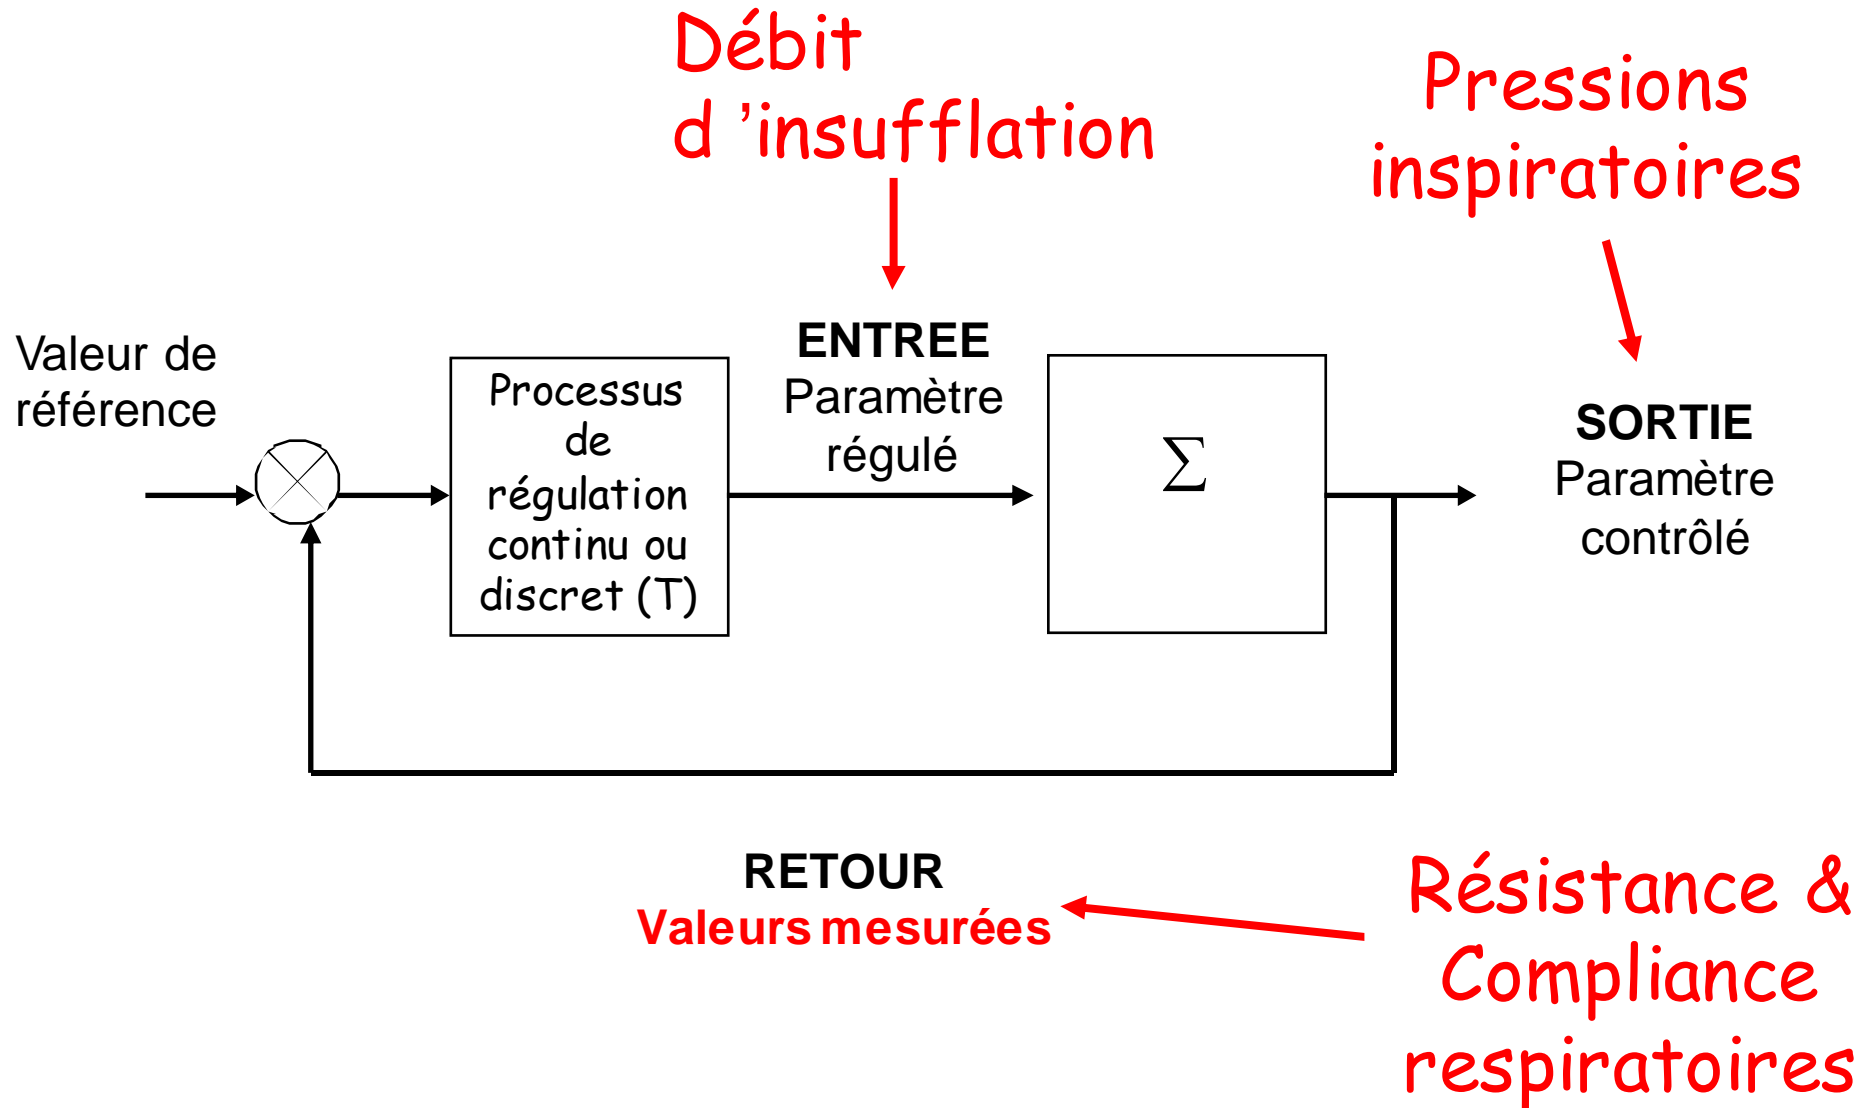 Débit
d ’insufflation
Pressions
inspiratoires
Valeur de
référence
Processus
de
régulation
continu ou
discret (T)
ENTREE
Paramètre
régulé
Σ
SORTIE
Paramètre
contrôlé
RETOUR
Valeurs mesurées
Résistance &
Compliance
respiratoires